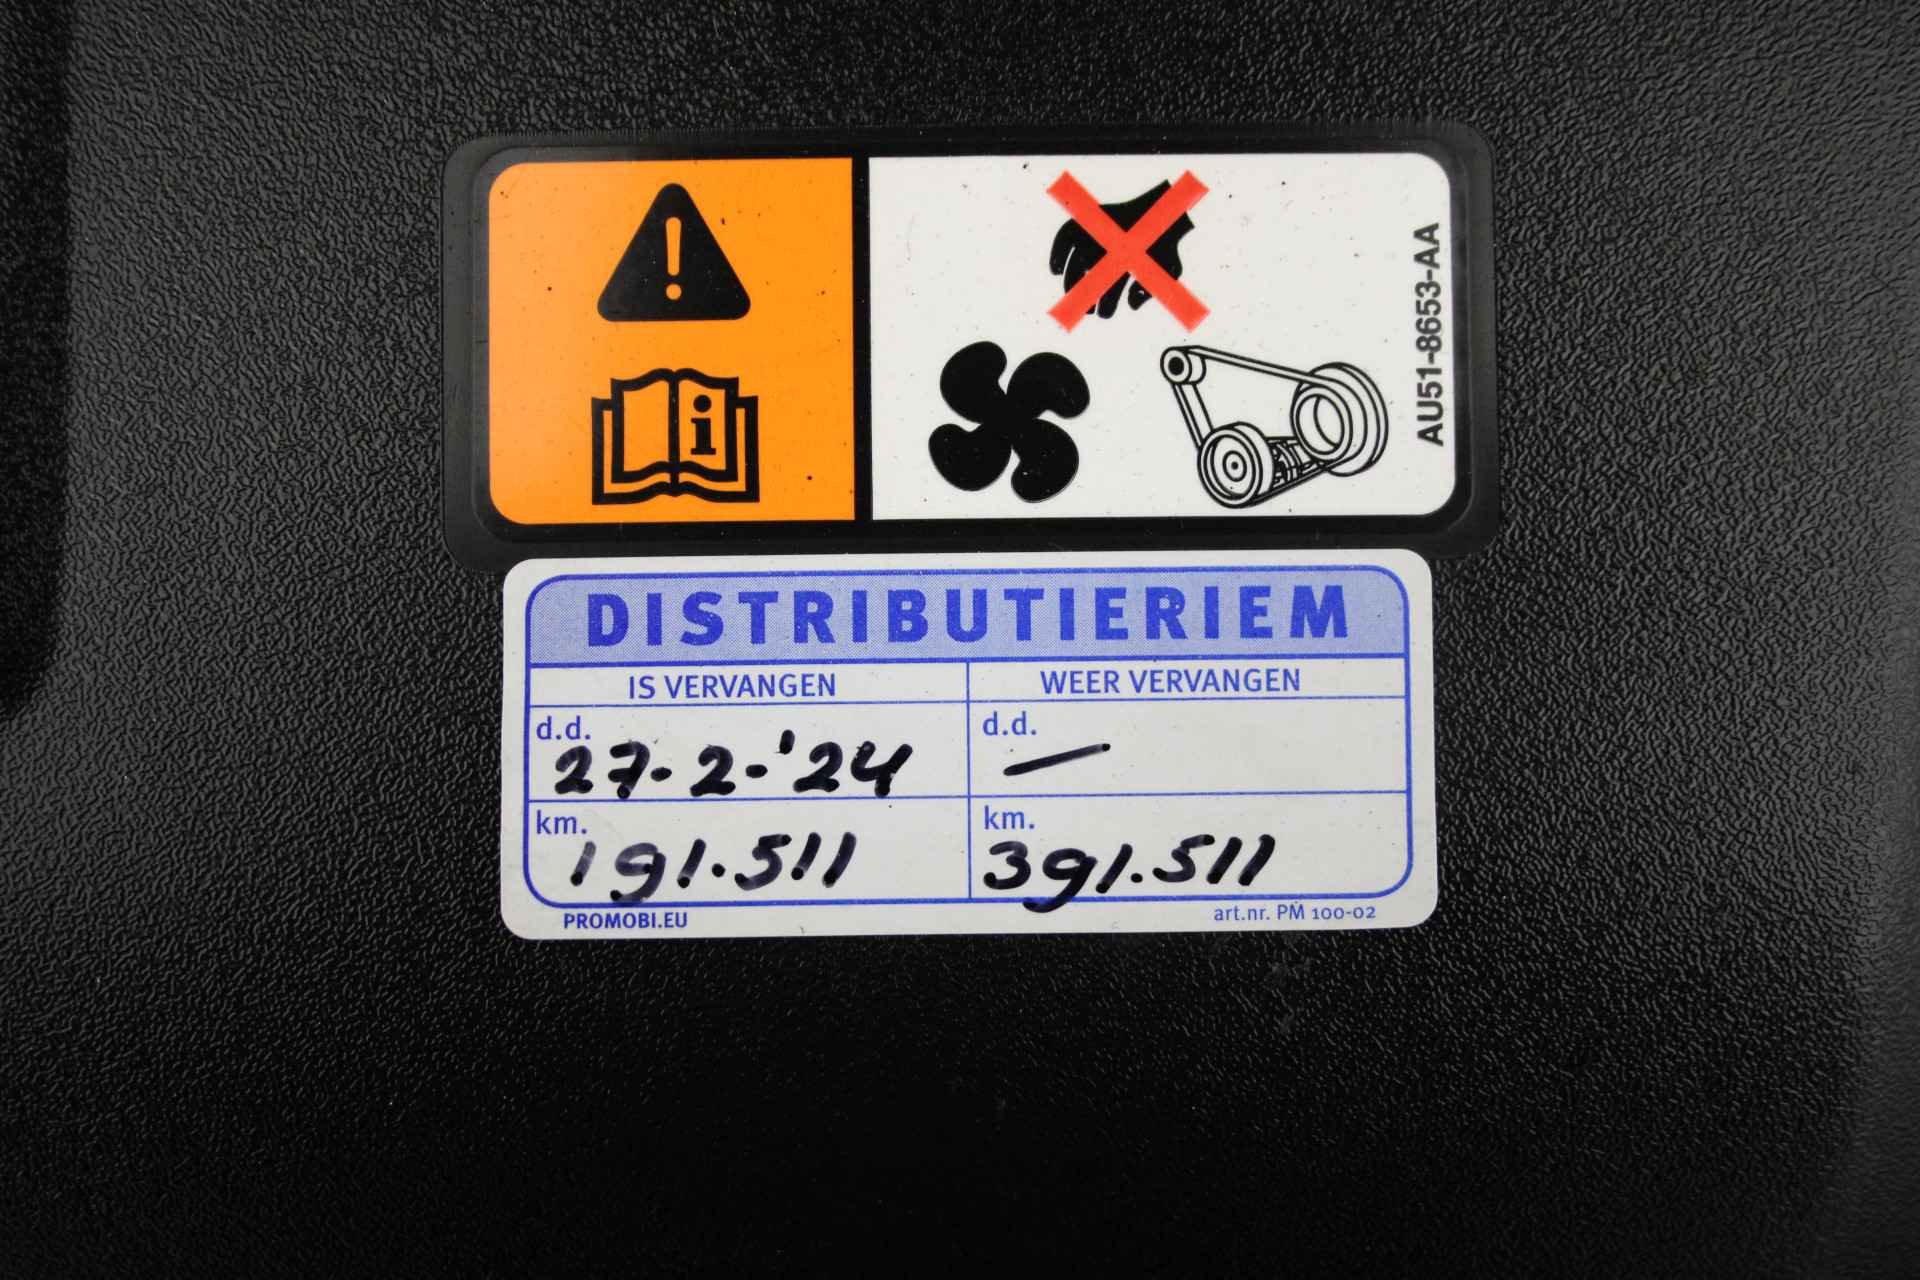 AU51-8653-AA
DISTRIBUTIERIEM
IS VERVANGEN
WEER VERVANGEN
d.d.
27-2-'24
d.d.
—
km.
191.511
km.
391.511
PROMOBI.EU
art.nr. PM 100-02